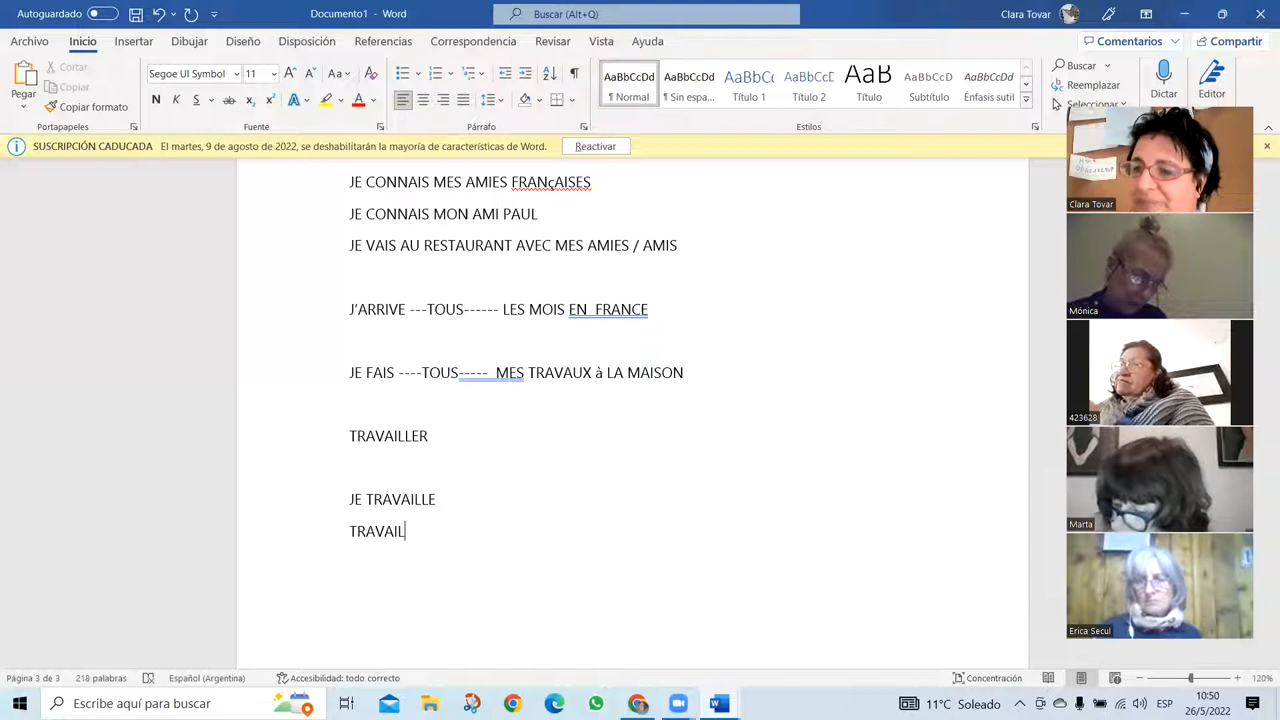 Autoguardado
Buscar (Alt+Q)
Clara Tovar
Archivo Inicio Insertar Dibujar Diseño Disposición Referencias Correspondencia Revisar Vista Ayuda
Comentarios Compartir
Pegar
Cortar
Copiar
Copiar formato
Segoe UI Symbol 11
N K S
AaBbCcDd
¶ Normal
AaBbCcDd
¶ Sin espa...
AaBbCc
Título 1
AaBbCcE
Título 2
AaB
Título
AaBbCcD
Subtítulo
AaBbCcDd
Énfasis sutil
Buscar
Reemplazar
Seleccionar
Dictar
Editor
Portapapeles Fuente Párrafo Estilos
SUSCRIPCIÓN CADUCADA El martes, 9 de agosto de 2022, se deshabilitarán la mayoría de características de Word. Reactivar
JE CONNAIS MES AMIES FRANçAISES
JE CONNAIS MON AMI PAUL
JE VAIS AU RESTAURANT AVEC MES AMIES / AMIS
J'ARRIVE ---TOUS------ LES MOIS EN FRANCE
JE FAIS ----TOUS----- MES TRAVAUX à LA MAISON
TRAVAILLER
JE TRAVAILLE
TRAVAIL
Clara Tovar
Mónica
423628
Marta
Erica Secul
Página 3 de 3 218 palabras Español (Argentina) Accesibilidad: todo correcto
Concentración
120%
Escribe aquí para buscar
11°C Soleado
ESP
10:50
26/5/2022